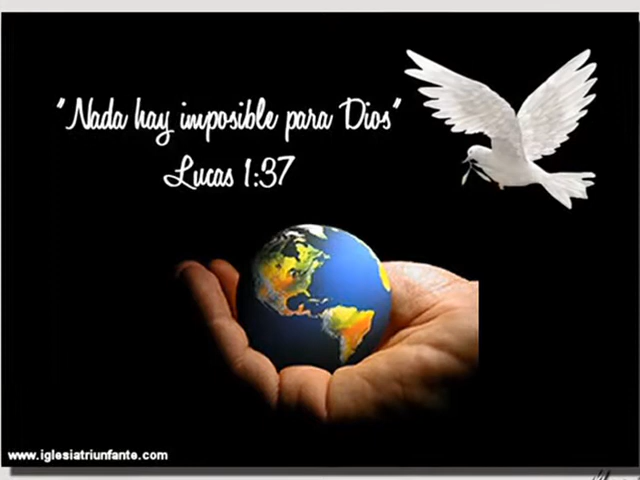 "Nada hay imposible para Dios"
Lucas 1:37
www.iglesiatriunfante.com